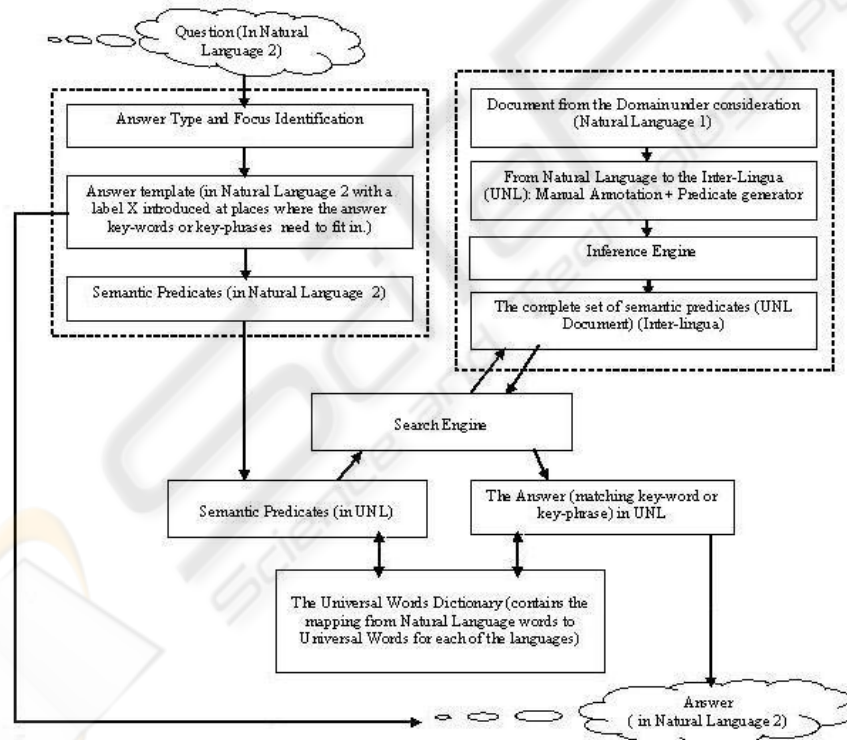 Question (In Natural
Language 2)
Answer Type and Focus Identification
Answer template (in Natural Language 2 with a
label X introduced at places where the answer
key-words or key-phrases need to fit in.)
Semantic Predicates (in Natural Language 2)
Document from the Domain under consideration
(Natural Language 1)
From Natural Language to the Inter-Lingua
(UNL): Manual Annotation + Predicate generator
Inference Engine
The complete set of semantic predicates (UNL
Document) (Inter-lingua)
Search Engine
Semantic Predicates (in UNL)
The Answer (matching key-word or
key-phrase) in UNL
The Universal Words Dictionary (contains the
mapping from Natural Language words to
Universal Words for each of the languages)
Answer
( in Natural Language 2)
Science and Technology